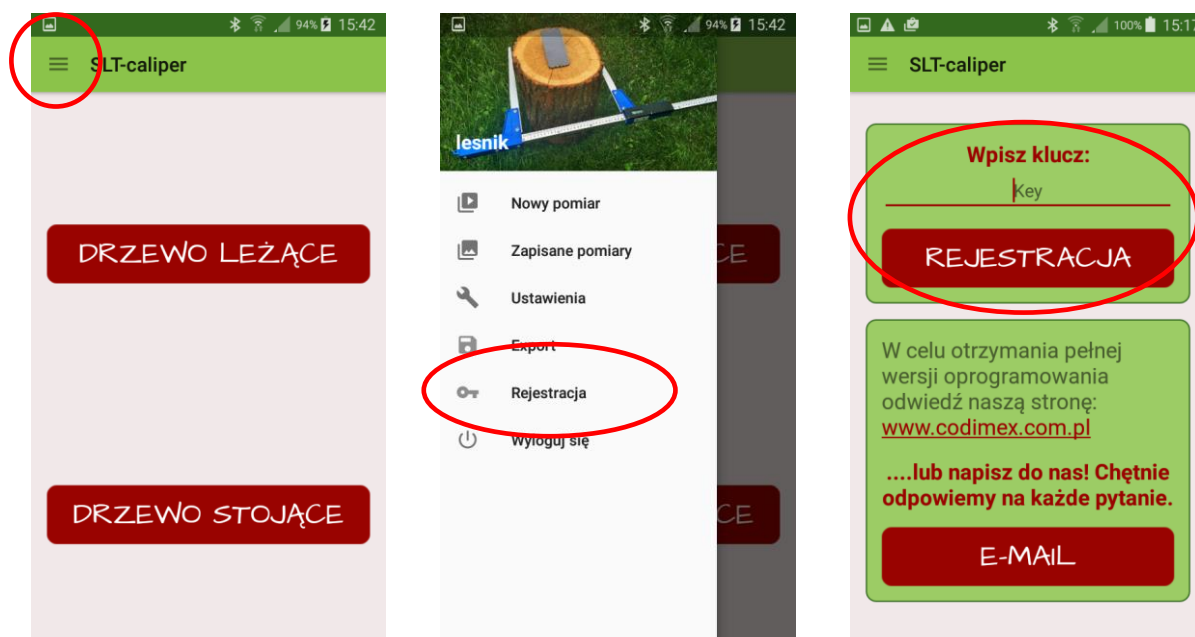 94% 15:42
SLT-caliper
DRZEWO LEŻĄCE
DRZEWO STOJĄCE
94% 15:42
lesnik
Nowy pomiar
Zapisane pomiary
CE
Ustawienia
Export
Rejestracja
Wyloguj się
CE
100% 15:17
SLT-caliper
Wpisz klucz:
Key
REJESTRACJA
W celu otrzymania pełnej
wersji oprogramowania
odwiedź naszą stronę:
www.codimex.com.pl
....lub napisz do nas! Chętnie
odpowiemy na każde pytanie.
E-MAIL